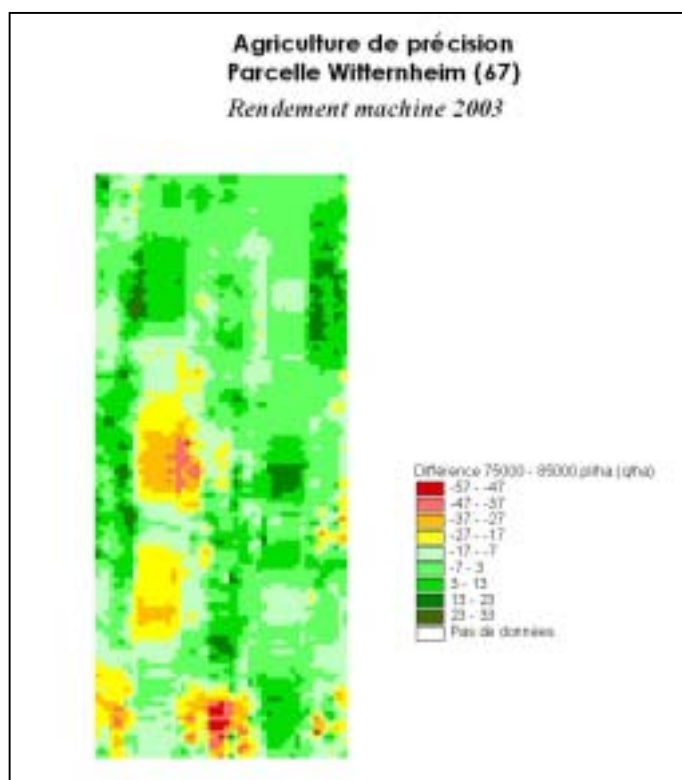 Agriculture de précision
Parcelle Witternheim (67)
Rendement machine 2003
Différence 75000 - 85000 pl/ha (q/ha)
-57 - -47
-47 - -37
-37 - -27
-27 - -17
-17 - -7
-7 - 3
3 - 13
13 - 23
23 - 33
Pas de données